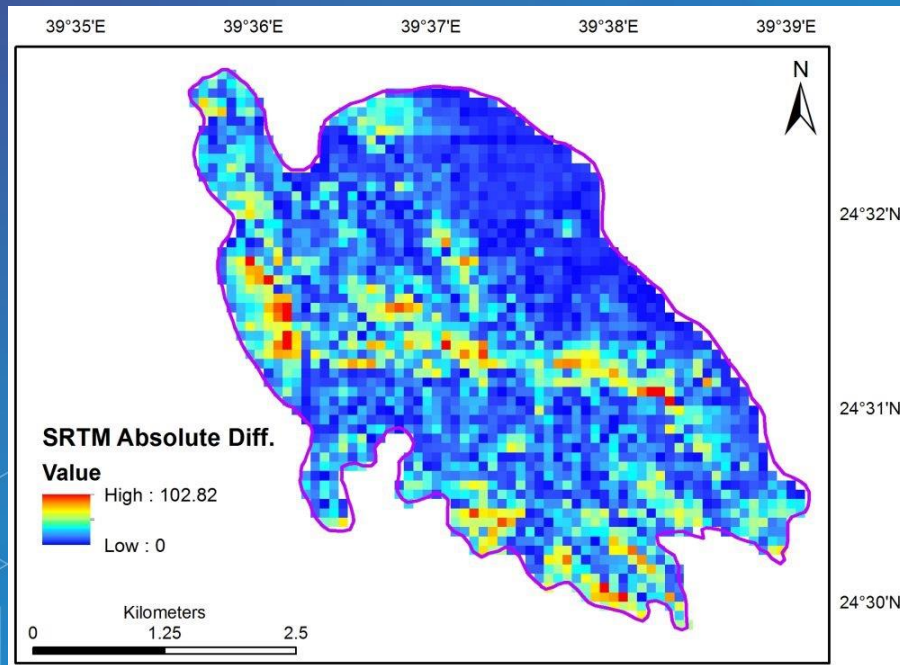 39°35'E 39°36'E 39°37'E 39°38'E 39°39'E
N
24°32'N
24°31'N
SRTM Absolute Diff.
Value
High : 102.82
Low : 0
24°30'N
Kilometers
0 1.25 2.5